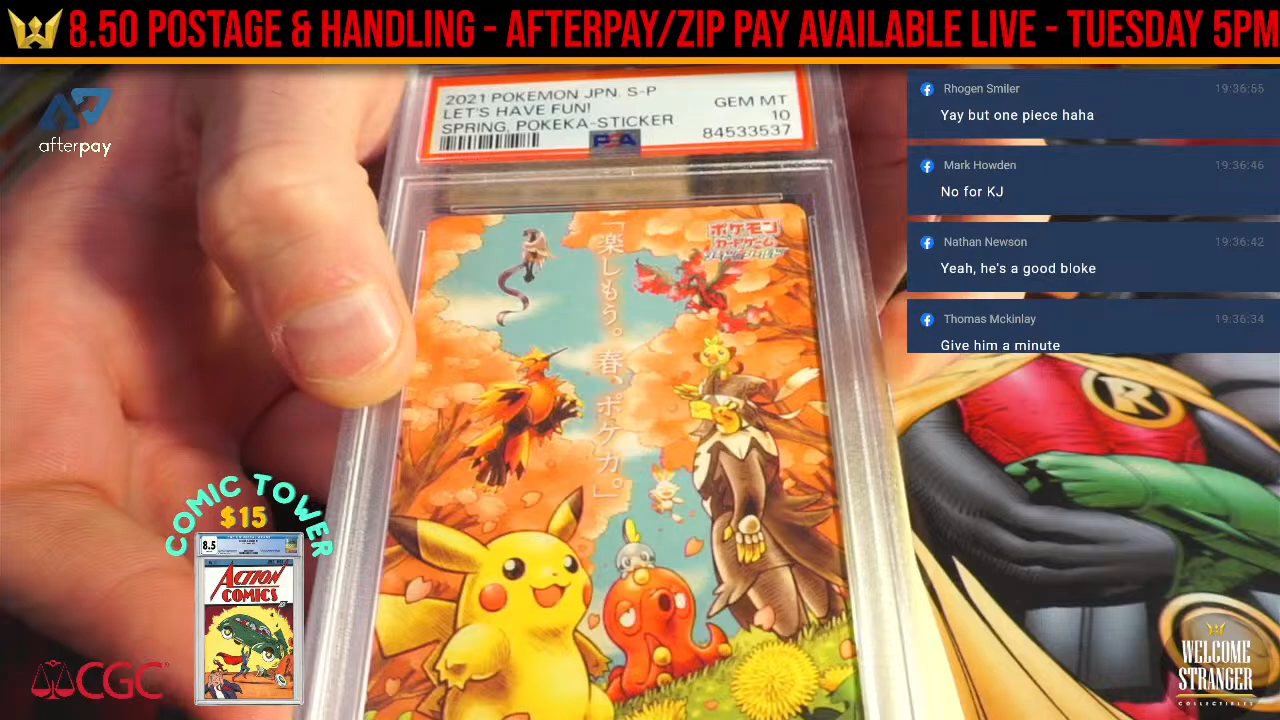 8.50 POSTAGE & HANDLING - AFTERPAY/ZIP PAY AVAILABLE LIVE - TUESDAY 5PM
afterpay
2021 POKEMON JPN. S-P
LET'S HAVE FUN!
SPRING, POKEKA-STICKER
GEM MT
10
84533537
PSA
ポケモン
カードゲーム
「楽しもう。春、ポケカ。」
Rhogen Smiler 19:36:55
Yay but one piece haha
Mark Howden 19:36:46
No for KJ
Nathan Newson 19:36:42
Yeah, he's a good bloke
Thomas Mckinlay 19:36:34
Give him a minute
R
COMIC TOWER
$15
8.5
ACTION
COMICS
CGC
WELCOME
STRANGER
COLLECTIBLES